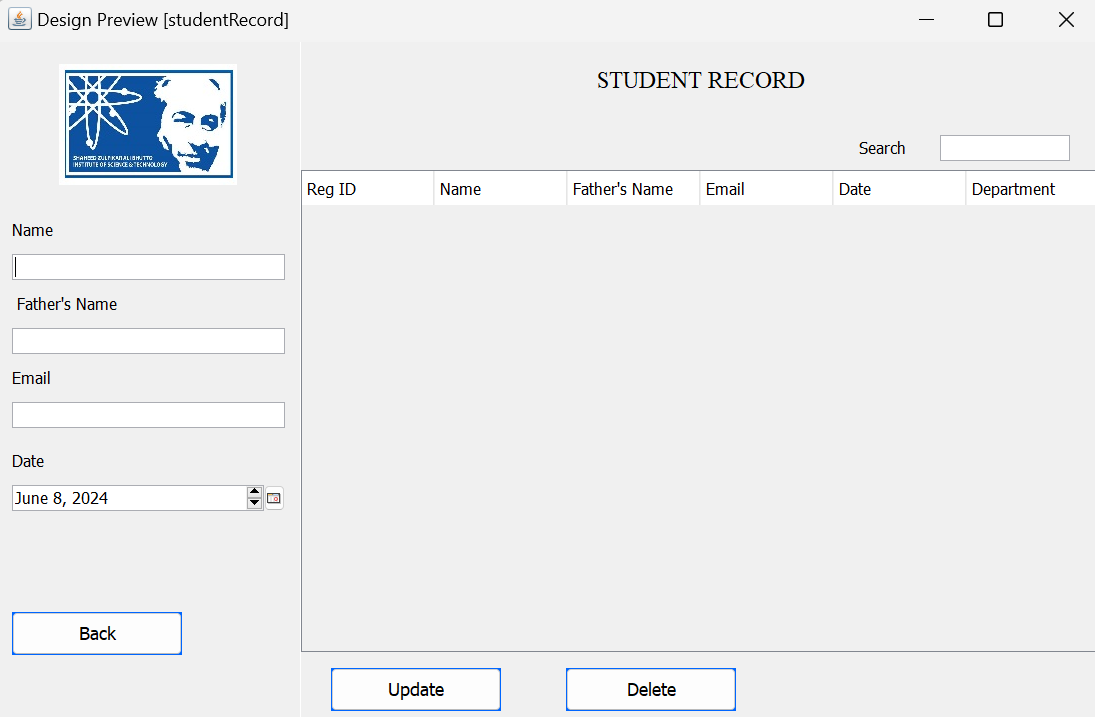 Design Preview [studentRecord]
SHAHEED ZULFIKAR ALI BHUTTO
INSTITUTE OF SCIENCE & TECHNOLOGY
Name
Father's Name
Email
Date
June 8, 2024
Back
STUDENT RECORD
Search
Reg ID Name Father's Name Email Date Department
Update Delete